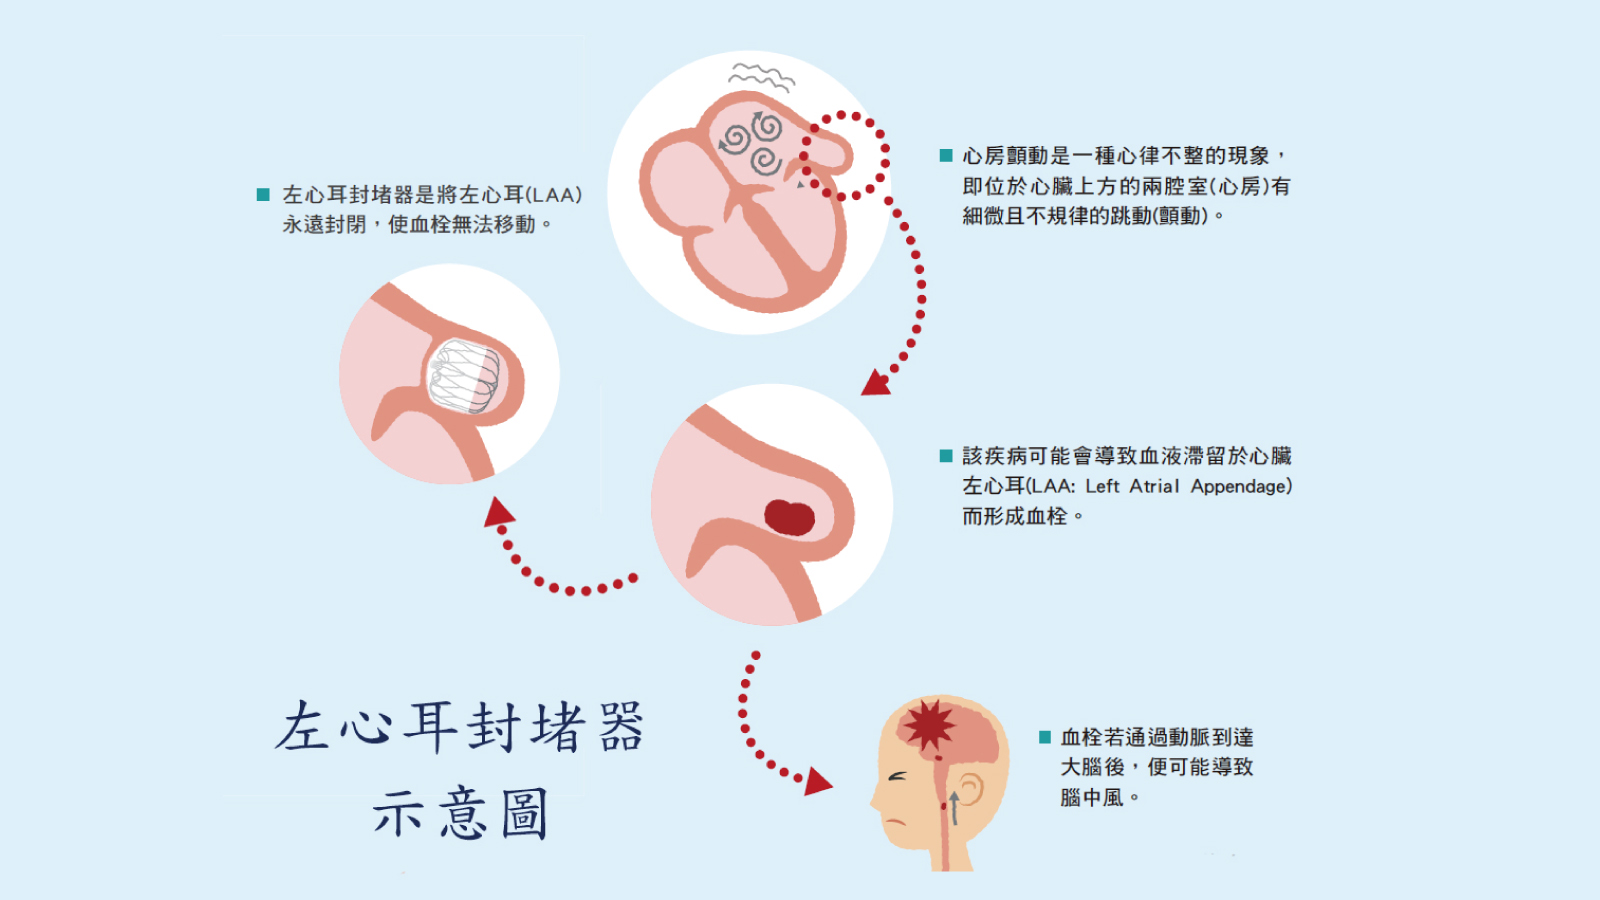 心房顫動是一種心律不整的現象，
即位於心臟上方的兩腔室(心房)有
細微且不規律的跳動(顫動)。
左心耳封堵器是將左心耳(LAA)
永遠封閉，使血栓無法移動。
該疾病可能會導致血液滯留於心臟
左心耳(LAA: Left Atrial Appendage)
而形成血栓。
血栓若通過動脈到達
大腦後，便可能導致
腦中風。
左心耳封堵器
示意圖